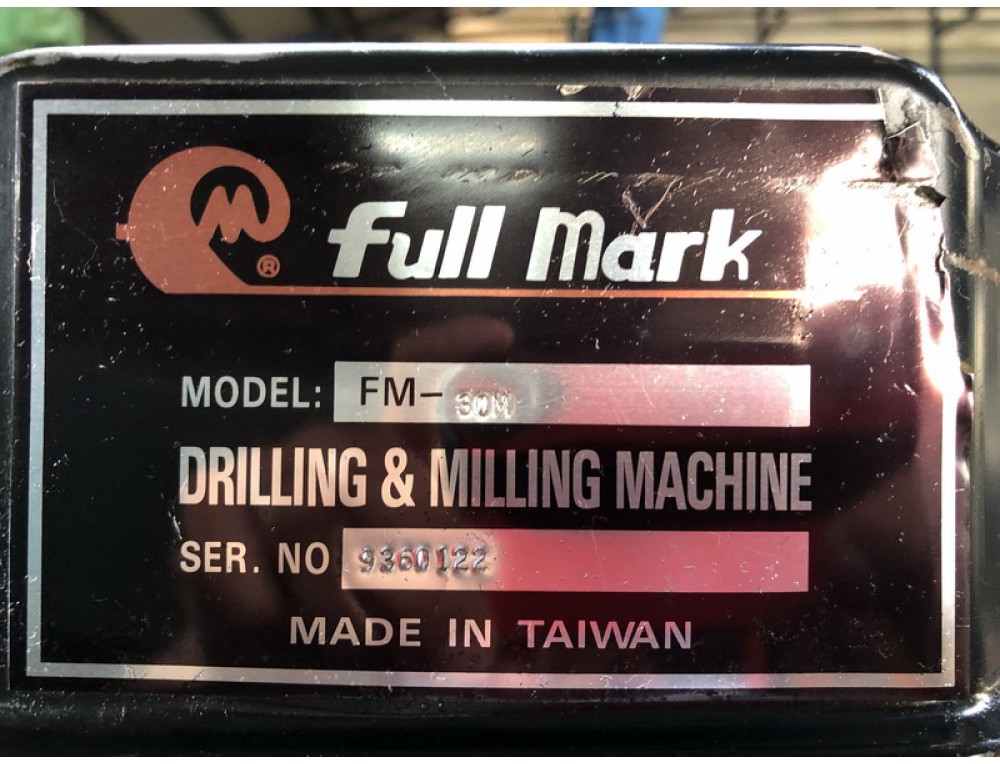 M
®
full mark
MODEL: FM-30M
DRILLING & MILLING MACHINE
SER. NO 9360122
MADE IN TAIWAN